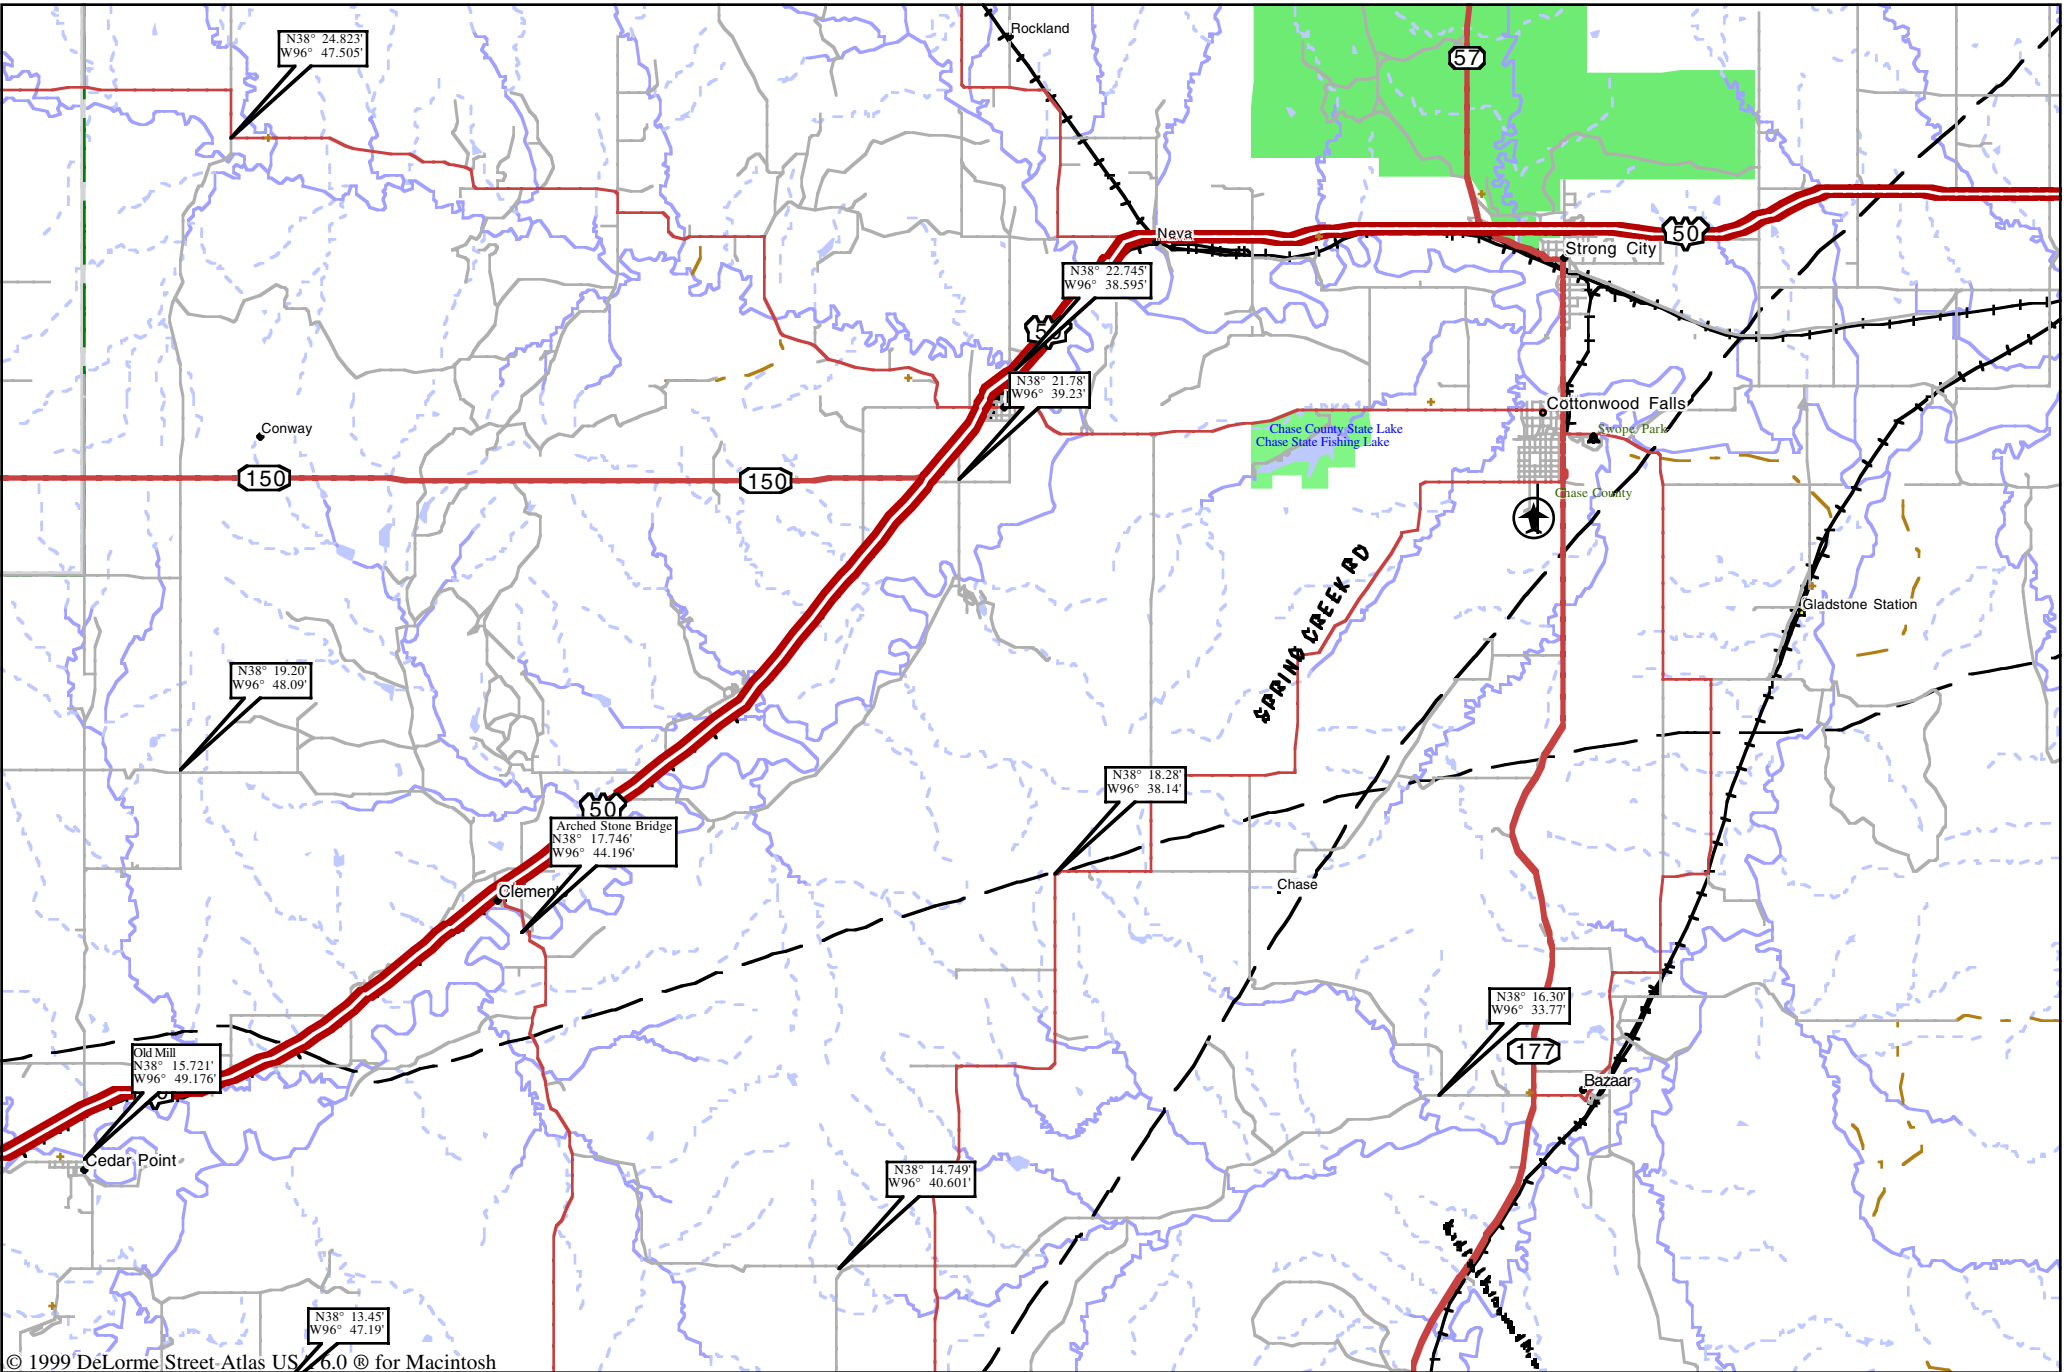 N38° 24.823'
W96° 47.505'
Rockland
57
Neva
50
Strong City
N38° 22.745'
W96° 38.595'
5
N38° 21.78'
W96° 39.23'
Cottonwood Falls
Conway
Chase County State Lake
Chase State Fishing Lake
Swope Park
150
150
Chase County
SPRING CREEK RD
Gladstone Station
N38° 19.20'
W96° 48.09'
N38° 18.28'
W96° 38.14'
50
Arched Stone Bridge
N38° 17.746'
W96° 44.196'
Clement
Chase
N38° 16.30'
W96° 33.77'
Old Mill
N38° 15.721'
W96° 49.176'
177
Bazaar
Cedar Point
N38° 14.749'
W96° 40.601'
N38° 13.45'
W96° 47.19'
© 1999 DeLorme Street Atlas US 6.0 ® for Macintosh